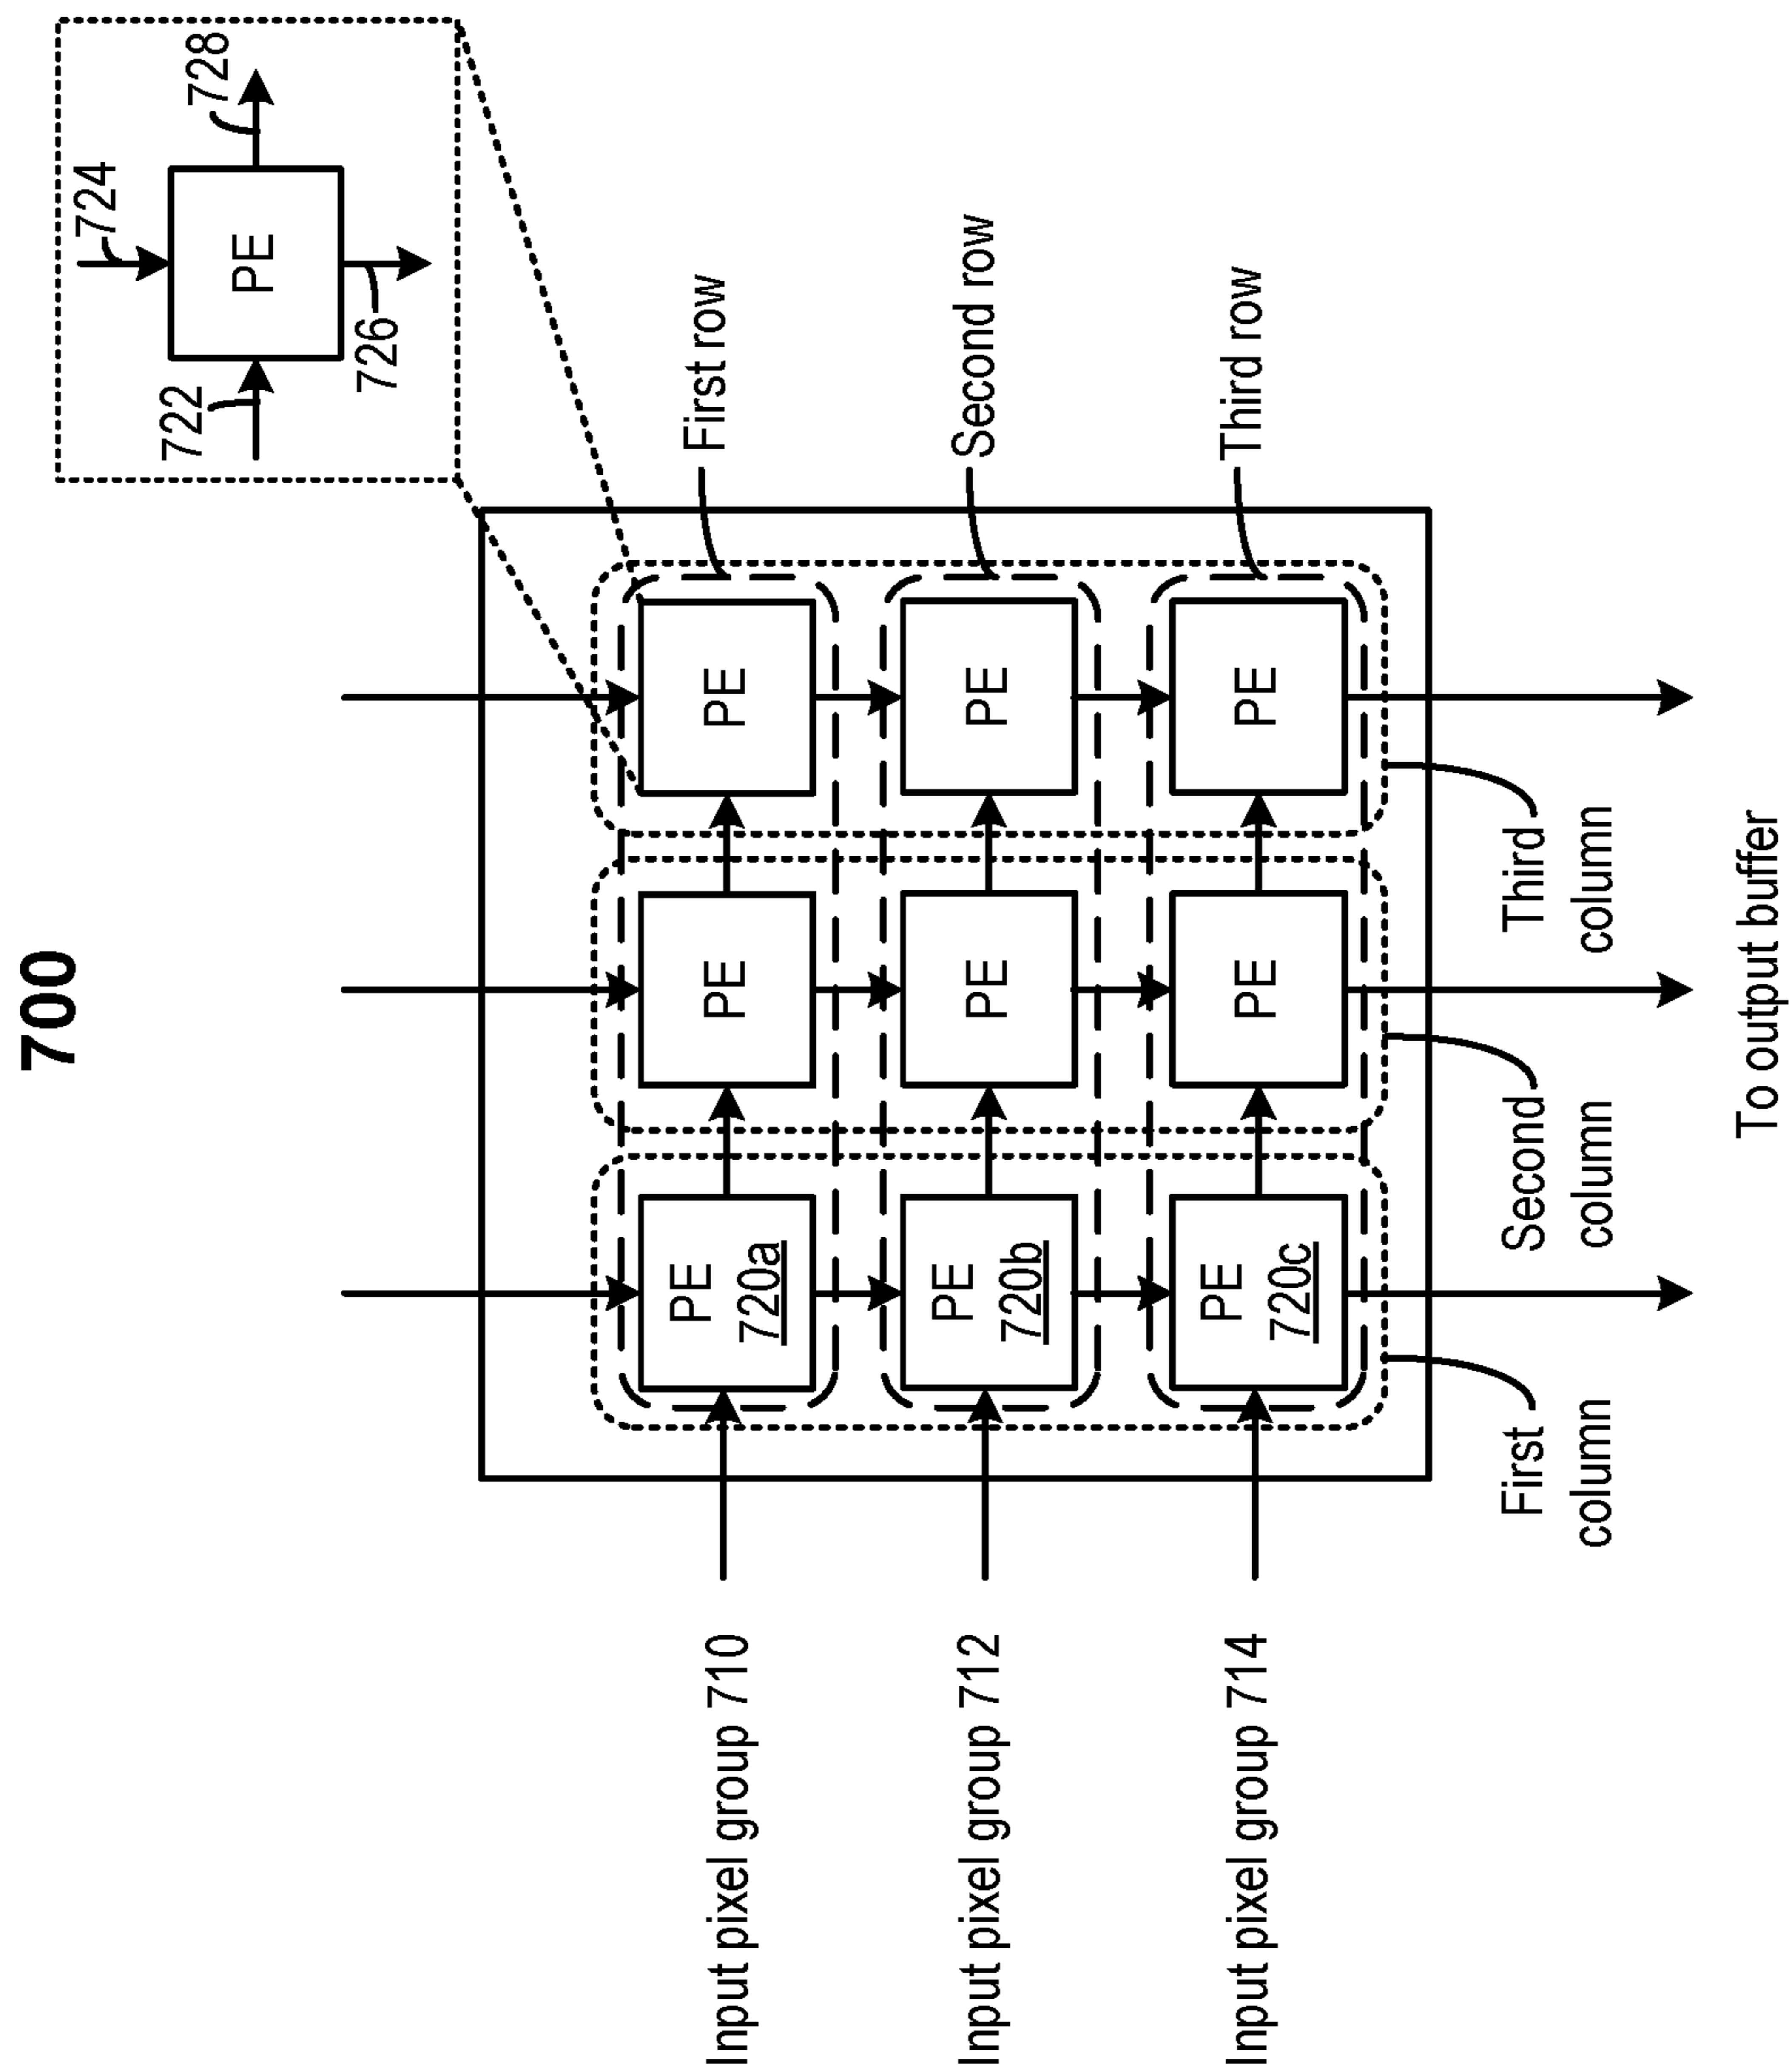 700
724
728
PE
722
726
First row
Second row
Third row
Input pixel group 710
PE
720a
PE
PE
Input pixel group 712
PE
720b
PE
PE
Input pixel group 714
PE
720c
PE
PE
First
column
Second
column
Third
column
To output buffer